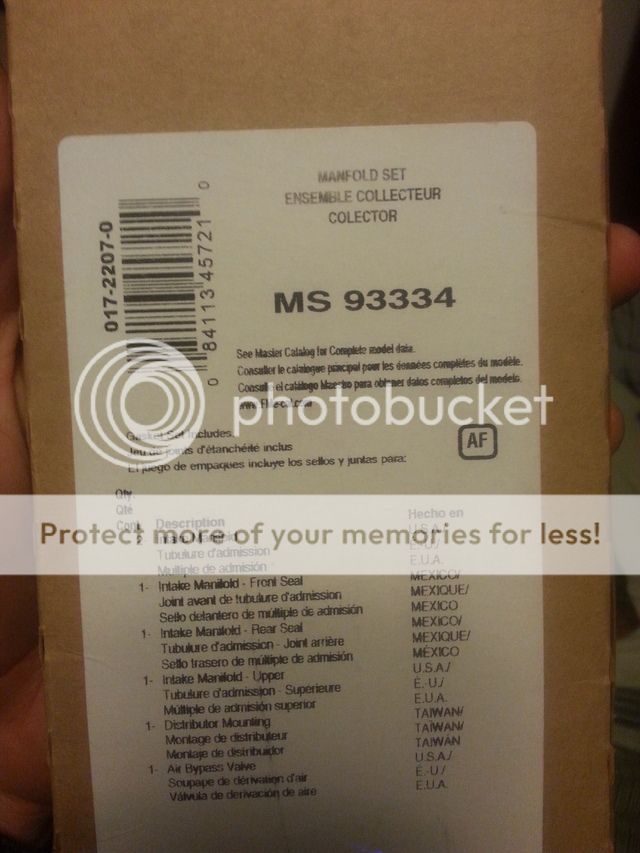 MANFOLD SET
ENSEMBLE COLLECTEUR
COLECTOR
017-2207-0
0 84113 45721 0
MS 93334
See Master Catalog for Complete model data.
Consulter le catalogue principal pour les données complètes du modèle.
Consulte el catálogo Maestro para obtener datos completos del modelo.
photobucket
AF
Gasket Set Includes:
Jeu de joints d'étanchéité inclus
El juego de empaques incluye los sellos y juntas para:
Protect more of your memories for less!
Qty.
Qté
Cant. Description Hecho en
Intake Manifold U.S.A./
Tubulure d'admission É.-U./
Múltiple de admisión E.U.A.
1- Intake Manifold - Front Seal MEXICO/
Joint avant de tubulure d'admission MEXIQUE/
Sello delantero de múltiple de admisión MEXICO
1- Intake Manifold - Rear Seal MEXICO/
Tubulure d'admission - Joint arrière MEXIQUE/
Sello trasero de múltiple de admisión MÉXICO
1- Intake Manifold - Upper U.S.A./
Tubulure d'admission - Supérieure É.-U./
Múltiple de admisión superior E.U.A.
1- Distributor Mounting TAIWAN/
Montage de distributeur TAIWAN/
Montaje de distribuidor TAIWAN
1- Air Bypass Valve U.S.A./
Soupape de dérivation d'air É.-U./
Válvula de derivación de aire E.U.A.